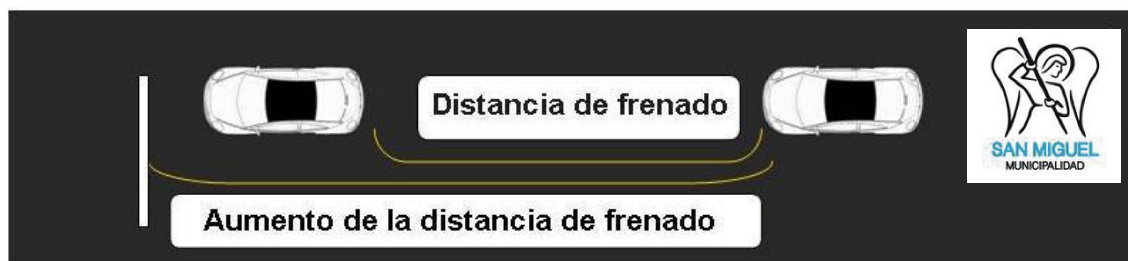 Distancia de frenado
SAN MIGUEL
MUNICIPALIDAD
Aumento de la distancia de frenado